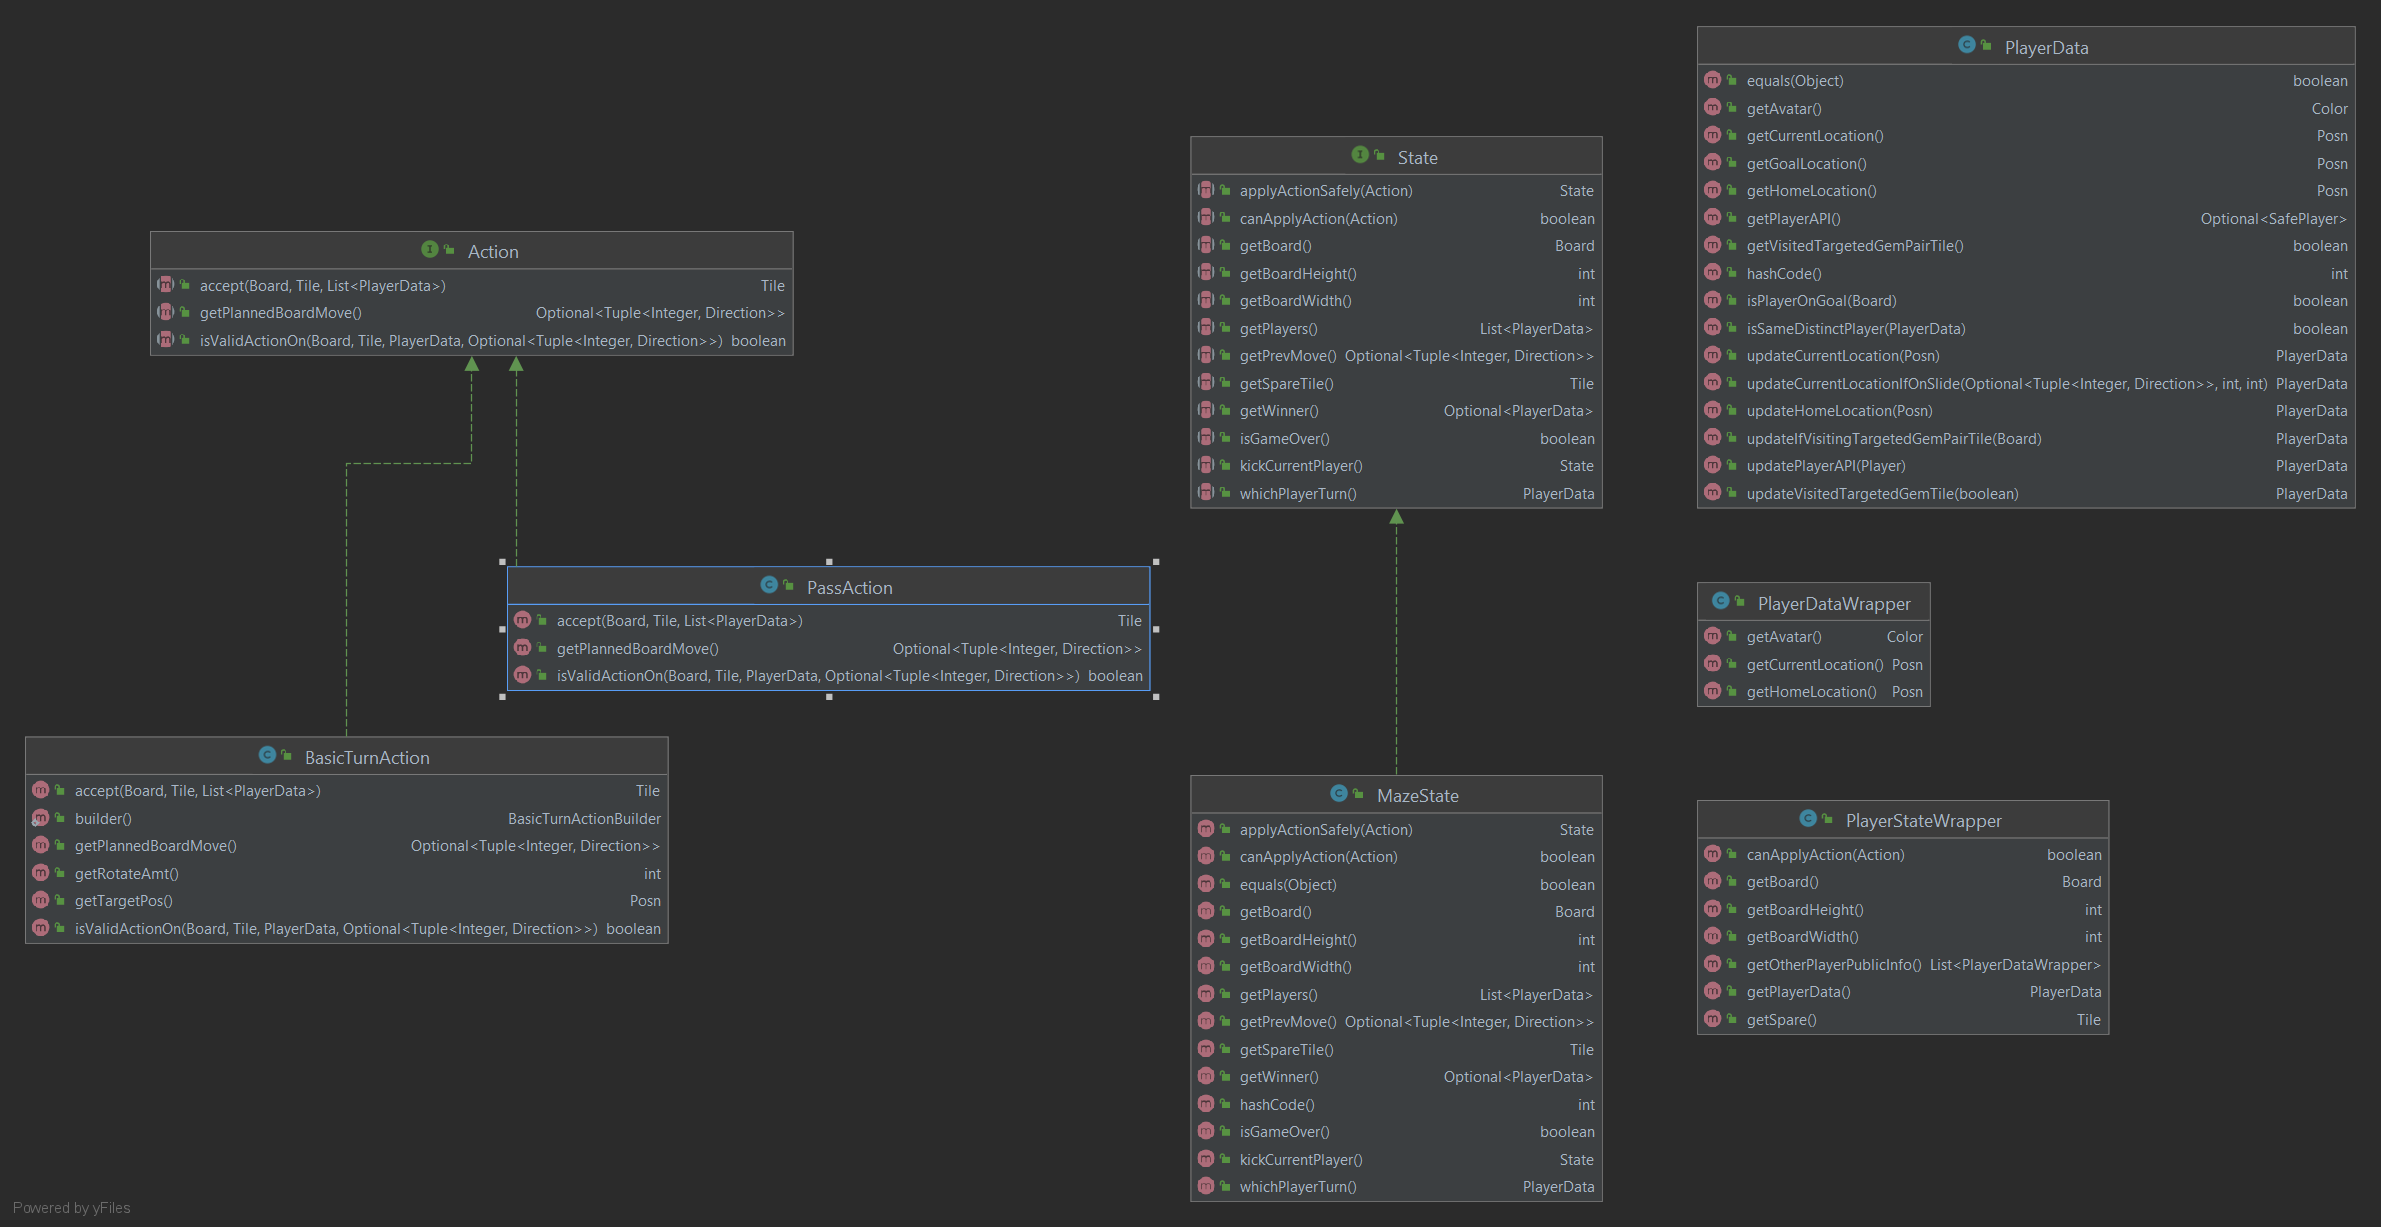 Action
accept(Board, Tile, List<PlayerData>) Tile
getPlannedBoardMove() Optional<Tuple<Integer, Direction>>
isValidActionOn(Board, Tile, PlayerData, Optional<Tuple<Integer, Direction>>) boolean
PassAction
accept(Board, Tile, List<PlayerData>) Tile
getPlannedBoardMove() Optional<Tuple<Integer, Direction>>
isValidActionOn(Board, Tile, PlayerData, Optional<Tuple<Integer, Direction>>) boolean
BasicTurnAction
accept(Board, Tile, List<PlayerData>) Tile
builder() BasicTurnActionBuilder
getPlannedBoardMove() Optional<Tuple<Integer, Direction>>
getRotateAmt() int
getTargetPos() Posn
isValidActionOn(Board, Tile, PlayerData, Optional<Tuple<Integer, Direction>>) boolean
State
applyActionSafely(Action) State
canApplyAction(Action) boolean
getBoard() Board
getBoardHeight() int
getBoardWidth() int
getPlayers() List<PlayerData>
getPrevMove() Optional<Tuple<Integer, Direction>>
getSpareTile() Tile
getWinner() Optional<PlayerData>
isGameOver() boolean
kickCurrentPlayer() State
whichPlayerTurn() PlayerData
MazeState
applyActionSafely(Action) State
canApplyAction(Action) boolean
equals(Object) boolean
getBoard() Board
getBoardHeight() int
getBoardWidth() int
getPlayers() List<PlayerData>
getPrevMove() Optional<Tuple<Integer, Direction>>
getSpareTile() Tile
getWinner() Optional<PlayerData>
hashCode() int
isGameOver() boolean
kickCurrentPlayer() State
whichPlayerTurn() PlayerData
PlayerData
equals(Object) boolean
getAvatar() Color
getCurrentLocation() Posn
getGoalLocation() Posn
getHomeLocation() Posn
getPlayerAPI() Optional<SafePlayer>
getVisitedTargetedGemPairTile() boolean
hashCode() int
isPlayerOnGoal(Board) boolean
isSameDistinctPlayer(PlayerData) boolean
updateCurrentLocation(Posn) PlayerData
updateCurrentLocationIfOnSlide(Optional<Tuple<Integer, Direction>>, int, int) PlayerData
updateHomeLocation(Posn) PlayerData
updateIfVisitingTargetedGemPairTile(Board) PlayerData
updatePlayerAPI(Player) PlayerData
updateVisitedTargetedGemTile(boolean) PlayerData
PlayerDataWrapper
getAvatar() Color
getCurrentLocation() Posn
getHomeLocation() Posn
PlayerStateWrapper
canApplyAction(Action) boolean
getBoard() Board
getBoardHeight() int
getBoardWidth() int
getOtherPlayerPublicInfo() List<PlayerDataWrapper>
getPlayerData() PlayerData
getSpare() Tile
Powered by yFiles